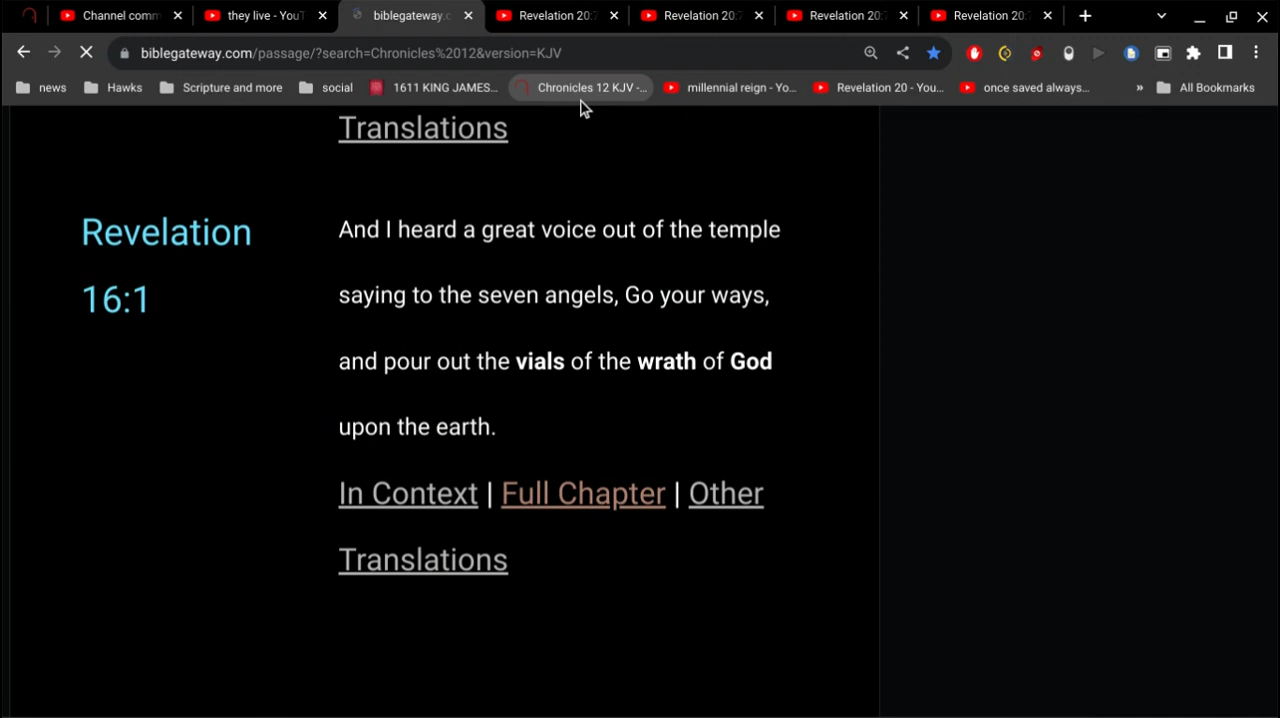 Channel comm
they live - YouT
biblegateway.c
Revelation 20:7
Revelation 20:7
Revelation 20:7
Revelation 20:7
biblegateway.com/passage/?search=Chronicles%2012&version=KJV
news
Hawks
Scripture and more
social
1611 KING JAMES...
Chronicles 12 KJV -...
millennial reign - Yo...
Revelation 20 - You...
once saved always...
»
All Bookmarks
Translations
Revelation
16:1
And I heard a great voice out of the temple
saying to the seven angels, Go your ways,
and pour out the vials of the wrath of God
upon the earth.
In Context | Full Chapter | Other
Translations